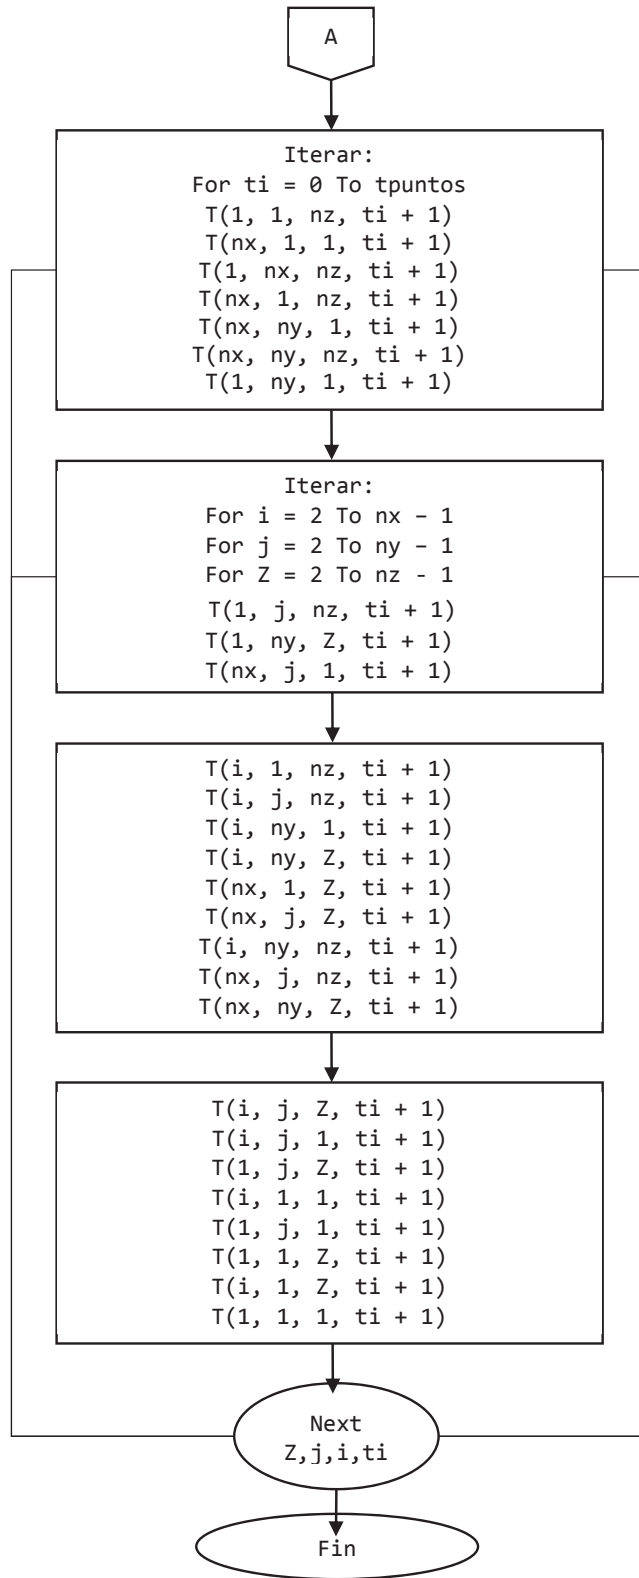 A
Iterar:
For ti = 0 To tpuntos
T(1, 1, nz, ti + 1)
T(nx, 1, 1, ti + 1)
T(1, nx, nz, ti + 1)
T(nx, 1, nz, ti + 1)
T(nx, ny, 1, ti + 1)
T(nx, ny, nz, ti + 1)
T(1, ny, 1, ti + 1)
Iterar:
For i = 2 To nx – 1
For j = 2 To ny – 1
For Z = 2 To nz - 1
T(1, j, nz, ti + 1)
T(1, ny, Z, ti + 1)
T(nx, j, 1, ti + 1)
T(i, 1, nz, ti + 1)
T(i, j, nz, ti + 1)
T(i, ny, 1, ti + 1)
T(i, ny, Z, ti + 1)
T(nx, 1, Z, ti + 1)
T(nx, j, Z, ti + 1)
T(i, ny, nz, ti + 1)
T(nx, j, nz, ti + 1)
T(nx, ny, Z, ti + 1)
T(i, j, Z, ti + 1)
T(i, j, 1, ti + 1)
T(1, j, Z, ti + 1)
T(i, 1, 1, ti + 1)
T(1, j, 1, ti + 1)
T(1, 1, Z, ti + 1)
T(i, 1, Z, ti + 1)
T(1, 1, 1, ti + 1)
Next
Z,j,i,ti
Fin